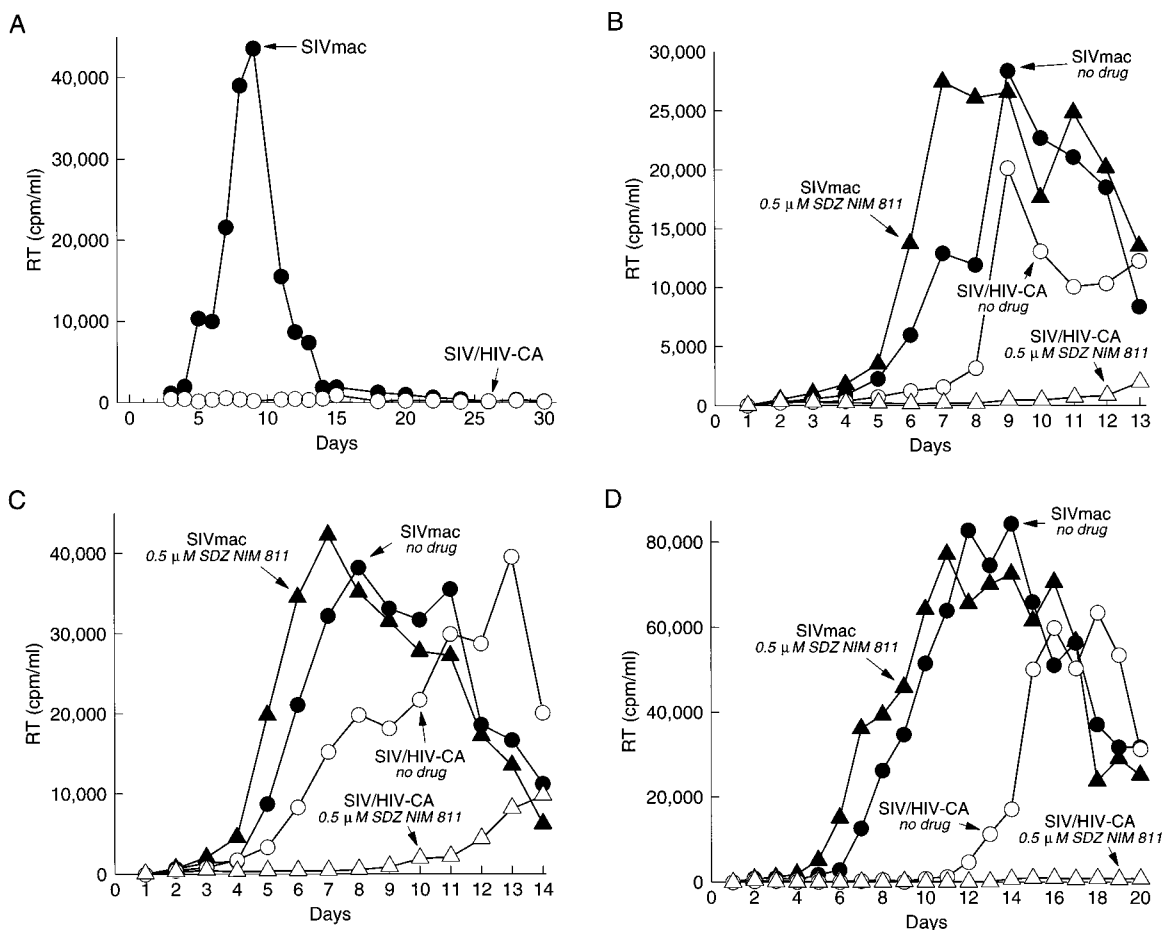 A
SIVmac
40,000
30,000
20,000
10,000
0
RT (cpm/ml)
SIV/HIV-CA
0 5 10 15 20 25 30
Days
B
30,000
25,000
20,000
15,000
10,000
5,000
0
RT (cpm/ml)
SIVmac
no drug
SIVmac
0.5 μM SDZ NIM 811
SIV/HIV-CA
no drug
SIV/HIV-CA
0.5 μM SDZ NIM 811
0 1 2 3 4 5 6 7 8 9 10 11 12 13
Days
C
40,000
30,000
20,000
10,000
0
RT (cpm/ml)
SIVmac
0.5 μM SDZ NIM 811
SIVmac
no drug
SIV/HIV-CA
no drug
SIV/HIV-CA
0.5 μM SDZ NIM 811
0 1 2 3 4 5 6 7 8 9 10 11 12 13 14
Days
D
80,000
60,000
40,000
20,000
0
RT (cpm/ml)
SIVmac
no drug
SIVmac
0.5 μM SDZ NIM 811
SIV/HIV-CA
no drug
SIV/HIV-CA
0.5 μM SDZ NIM 811
0 2 4 6 8 10 12 14 16 18 20
Days